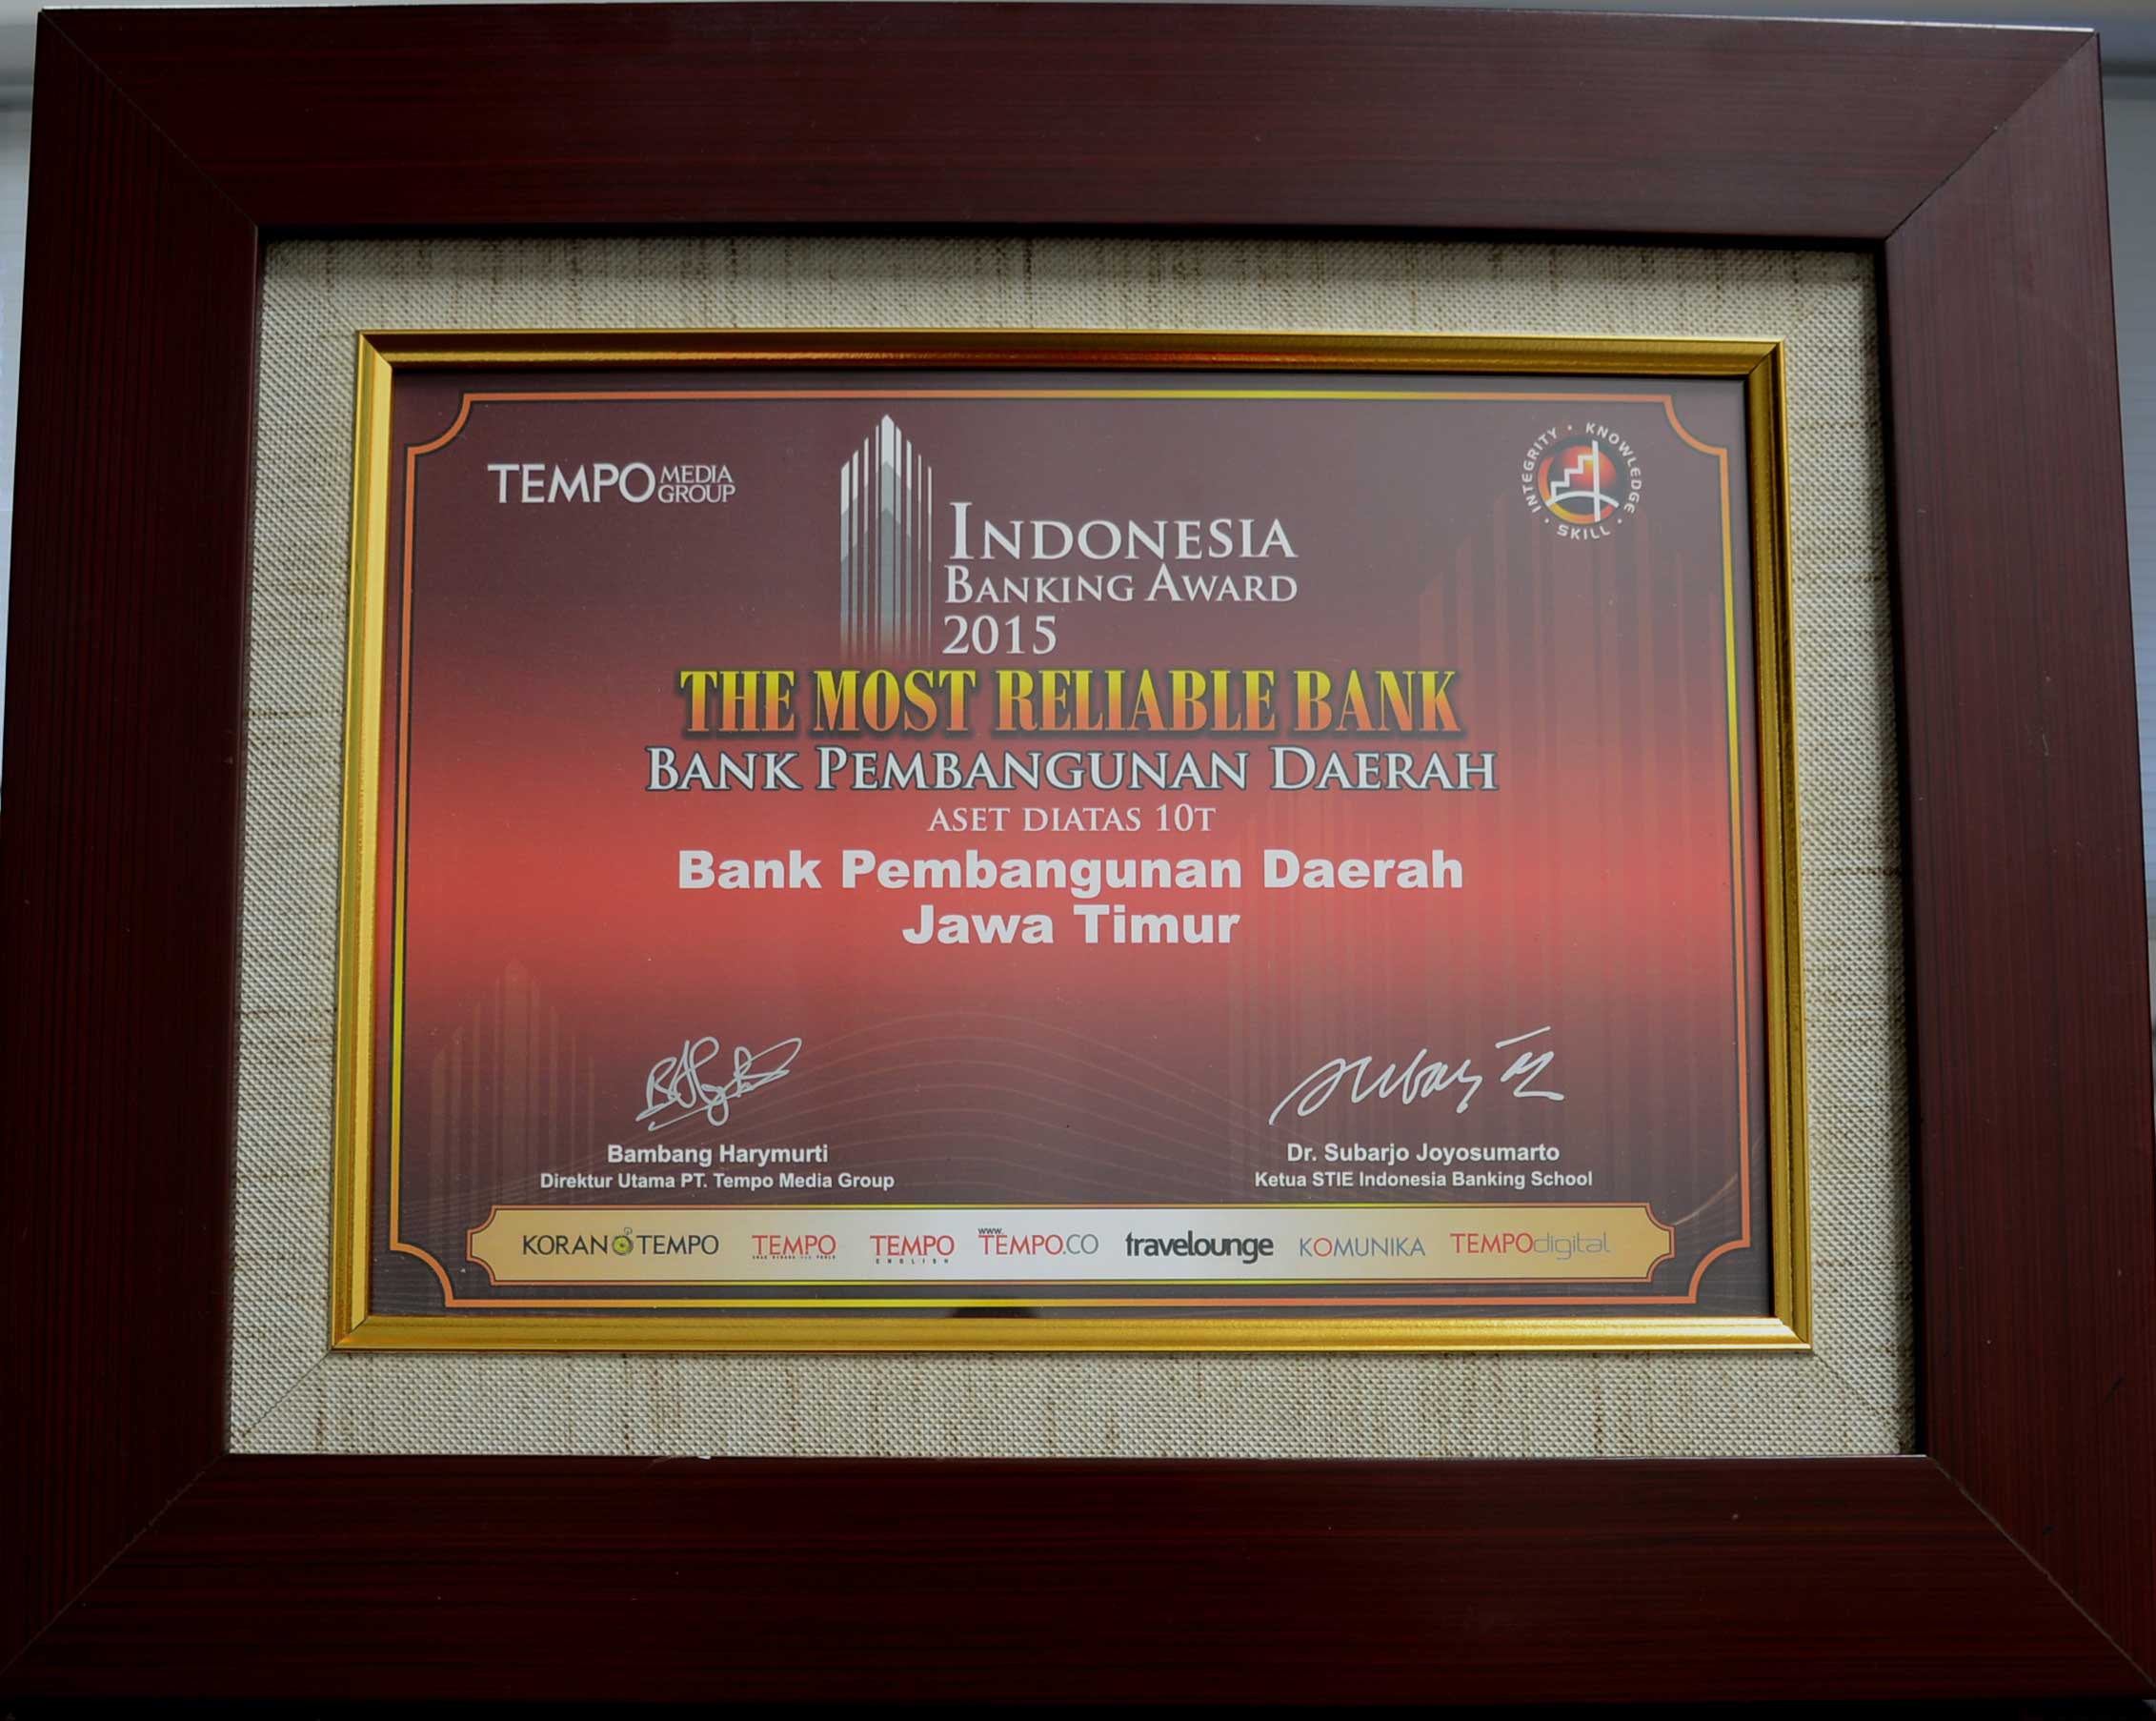 TEMPO MEDIA GROUP
INTEGRITY • KNOWLEDGE • SKILL •
INDONESIA
BANKING AWARD
2015
THE MOST RELIABLE BANK
BANK PEMBANGUNAN DAERAH
ASET DIATAS 10T
Bank Pembangunan Daerah
Jawa Timur
Bambang Harymurti
Direktur Utama PT. Tempo Media Group
Dr. Subarjo Joyosumarto
Ketua STIE Indonesia Banking School
KORAN TEMPO TEMPO TEMPO ENGLISH www.TEMPO.CO travelounge KOMUNIKA TEMPOdigital